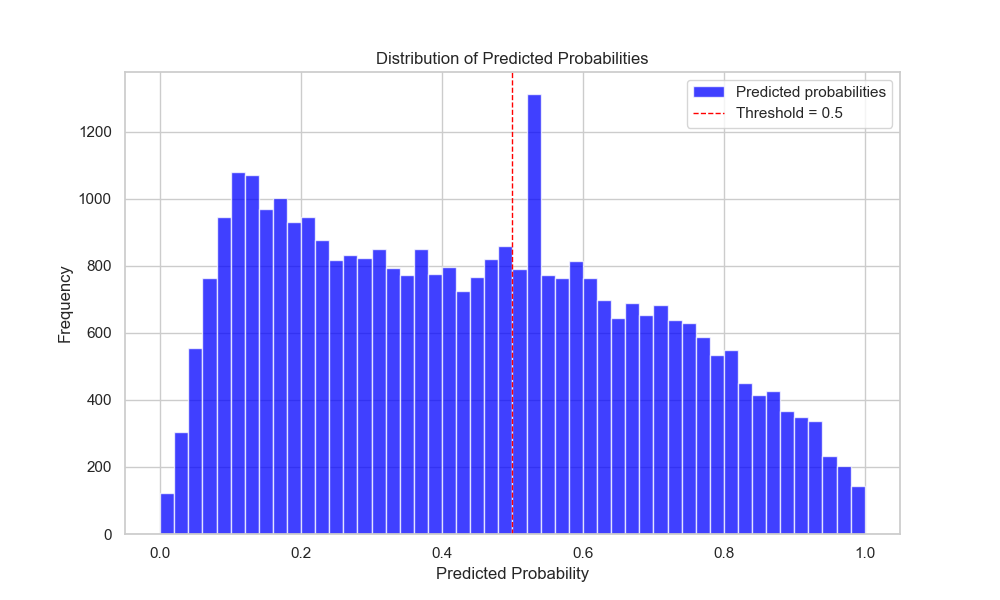 Distribution of Predicted Probabilities
Predicted probabilities
Threshold = 0.5
Frequency
1200
1000
800
600
400
200
0
0.0 0.2 0.4 0.6 0.8 1.0
Predicted Probability